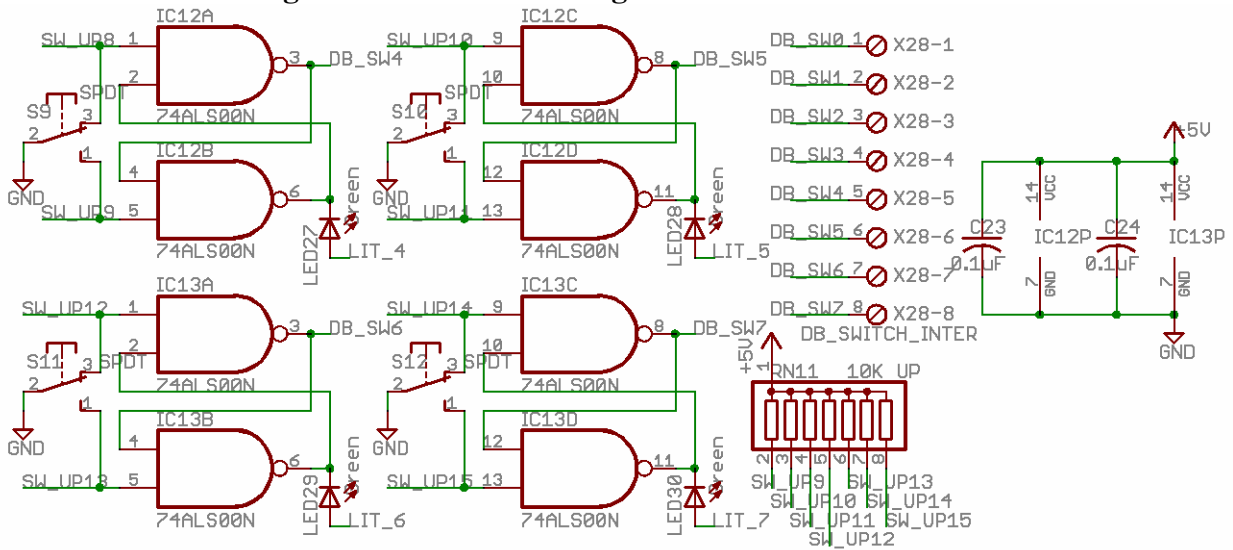 IC12A
SW_UP8
1
2
3
DB_SW4
SPDT
S9
3
2
1
74ALS00N
IC12B
GND
4
6
SW_UP9
5
74ALS00N
LED27
Green
LIT_4
IC12C
SW_UP10
9
10
8
DB_SW5
SPDT
S10
3
2
1
74ALS00N
IC12D
GND
12
11
SW_UP11
13
74ALS00N
LED28
Green
LIT_5
DB_SW0 1 X28-1
DB_SW1 2 X28-2
DB_SW2 3 X28-3
DB_SW3 4 X28-4
DB_SW4 5 X28-5
DB_SW5 6 X28-6
DB_SW6 7 X28-7
DB_SW7 8 X28-8
DB_SWITCH_INTER
+5V
14
VCC
14
VCC
C23
0.1uF
IC12P
C24
0.1uF
IC13P
7
GND
7
GND
GND
IC13A
SW_UP12
1
2
3
DB_SW6
S11
SPDT
3
2
1
74ALS00N
IC13B
GND
4
6
SW_UP13
5
74ALS00N
LED29
Green
LIT_6
IC13C
SW_UP14
9
10
8
DB_SW7
S12
SPDT
3
2
1
74ALS00N
IC13D
GND
12
11
SW_UP15
13
74ALS00N
LED30
Green
LIT_7
+5V
1
RN11 10K UP
2 3 4 5 6 7 8
SW_UP9 SW_UP13
SW_UP10 SW_UP14
SW_UP11 SW_UP15
SW_UP12